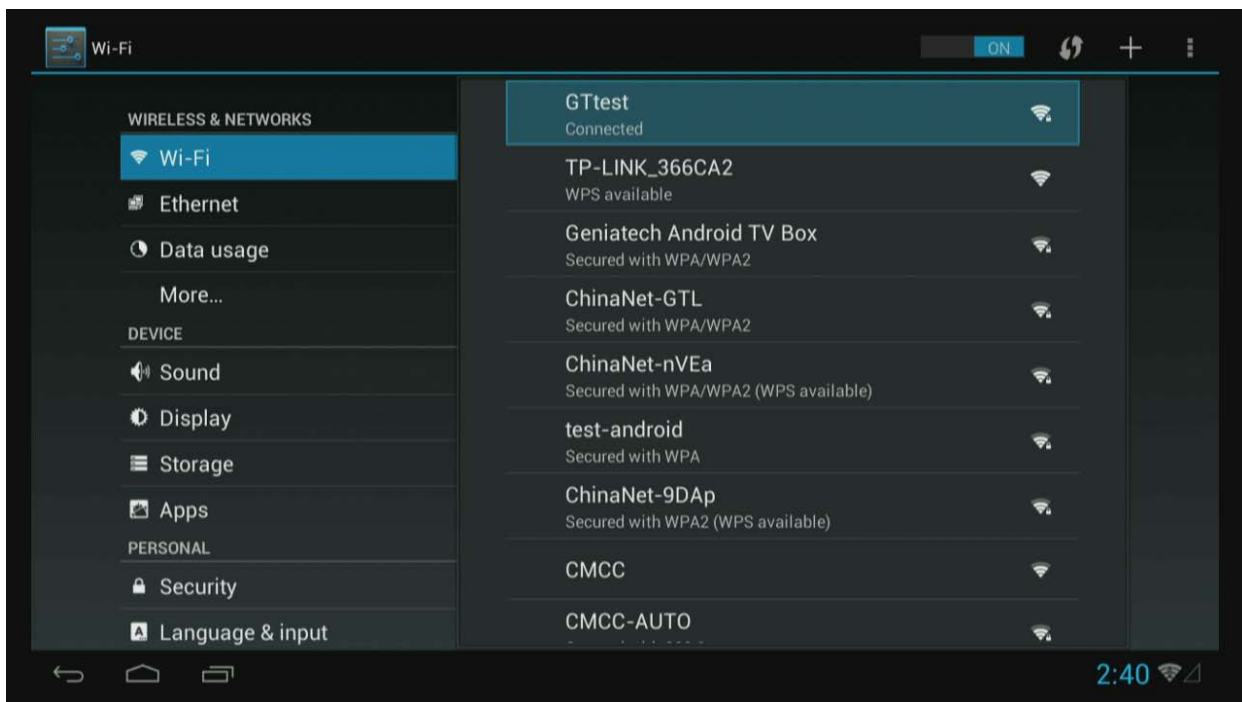 Wi-Fi
ON
WIRELESS & NETWORKS
Wi-Fi
Ethernet
Data usage
More...
DEVICE
Sound
Display
Storage
Apps
PERSONAL
Security
A Language & input
GTtest
Connected
TP-LINK_366CA2
WPS available
Geniatech Android TV Box
Secured with WPA/WPA2
ChinaNet-GTL
Secured with WPA/WPA2
ChinaNet-nVEa
Secured with WPA/WPA2 (WPS available)
test-android
Secured with WPA
ChinaNet-9DAp
Secured with WPA2 (WPS available)
CMCC
CMCC-AUTO
2:40